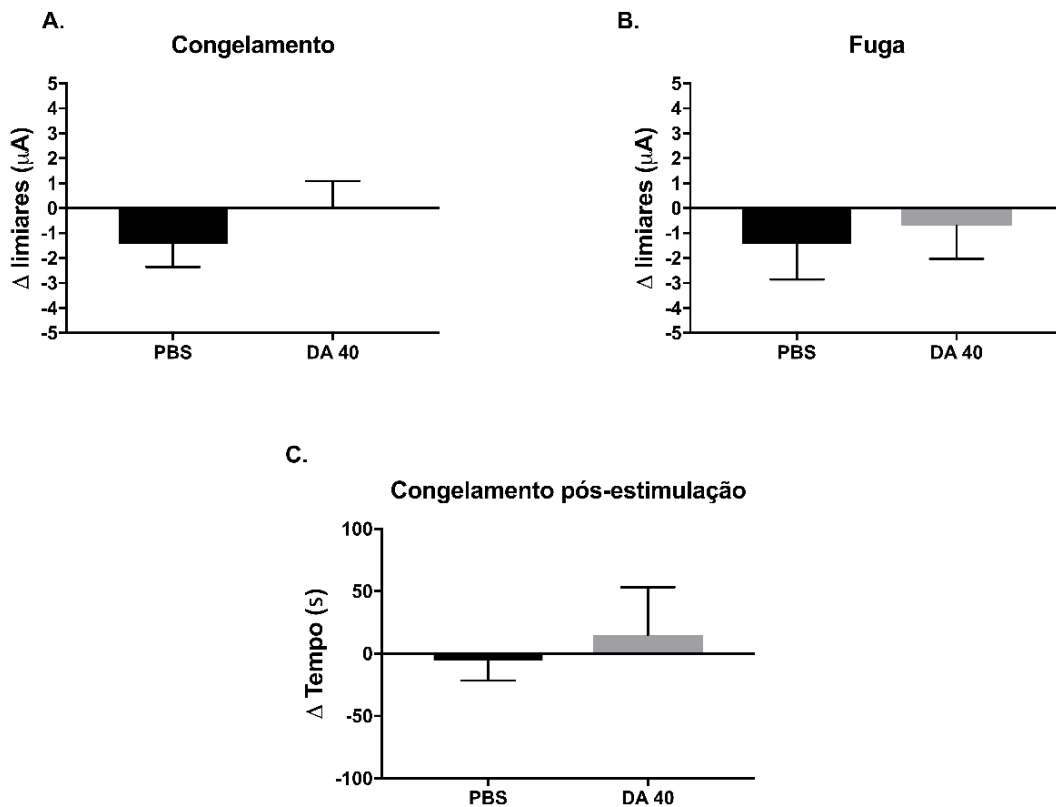 A.
Congelamento
Δ limiares (μA)
5
4
3
2
1
0
-1
-2
-3
-4
-5
PBS DA 40
B.
Fuga
Δ limiares (μA)
5
4
3
2
1
0
-1
-2
-3
-4
-5
PBS DA 40
C.
Congelamento pós-estimulação
Δ Tempo (s)
100
50
0
-50
-100
PBS DA 40